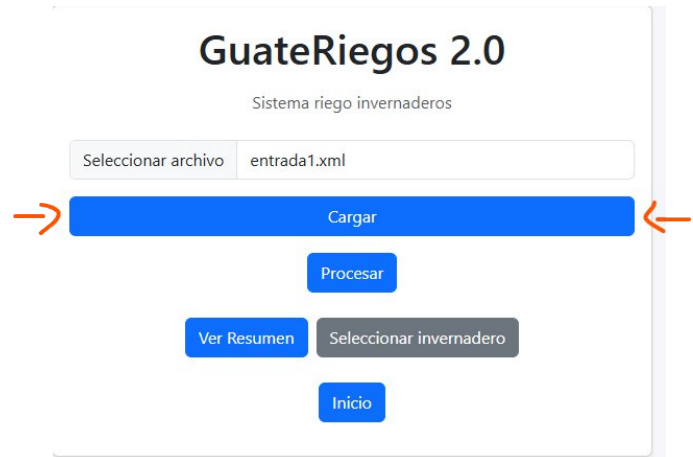 GuateRiegos 2.0
Sistema riego invernaderos
Seleccionar archivo entrada1.xml
Cargar
Procesar
Ver Resumen Seleccionar invernadero
Inicio